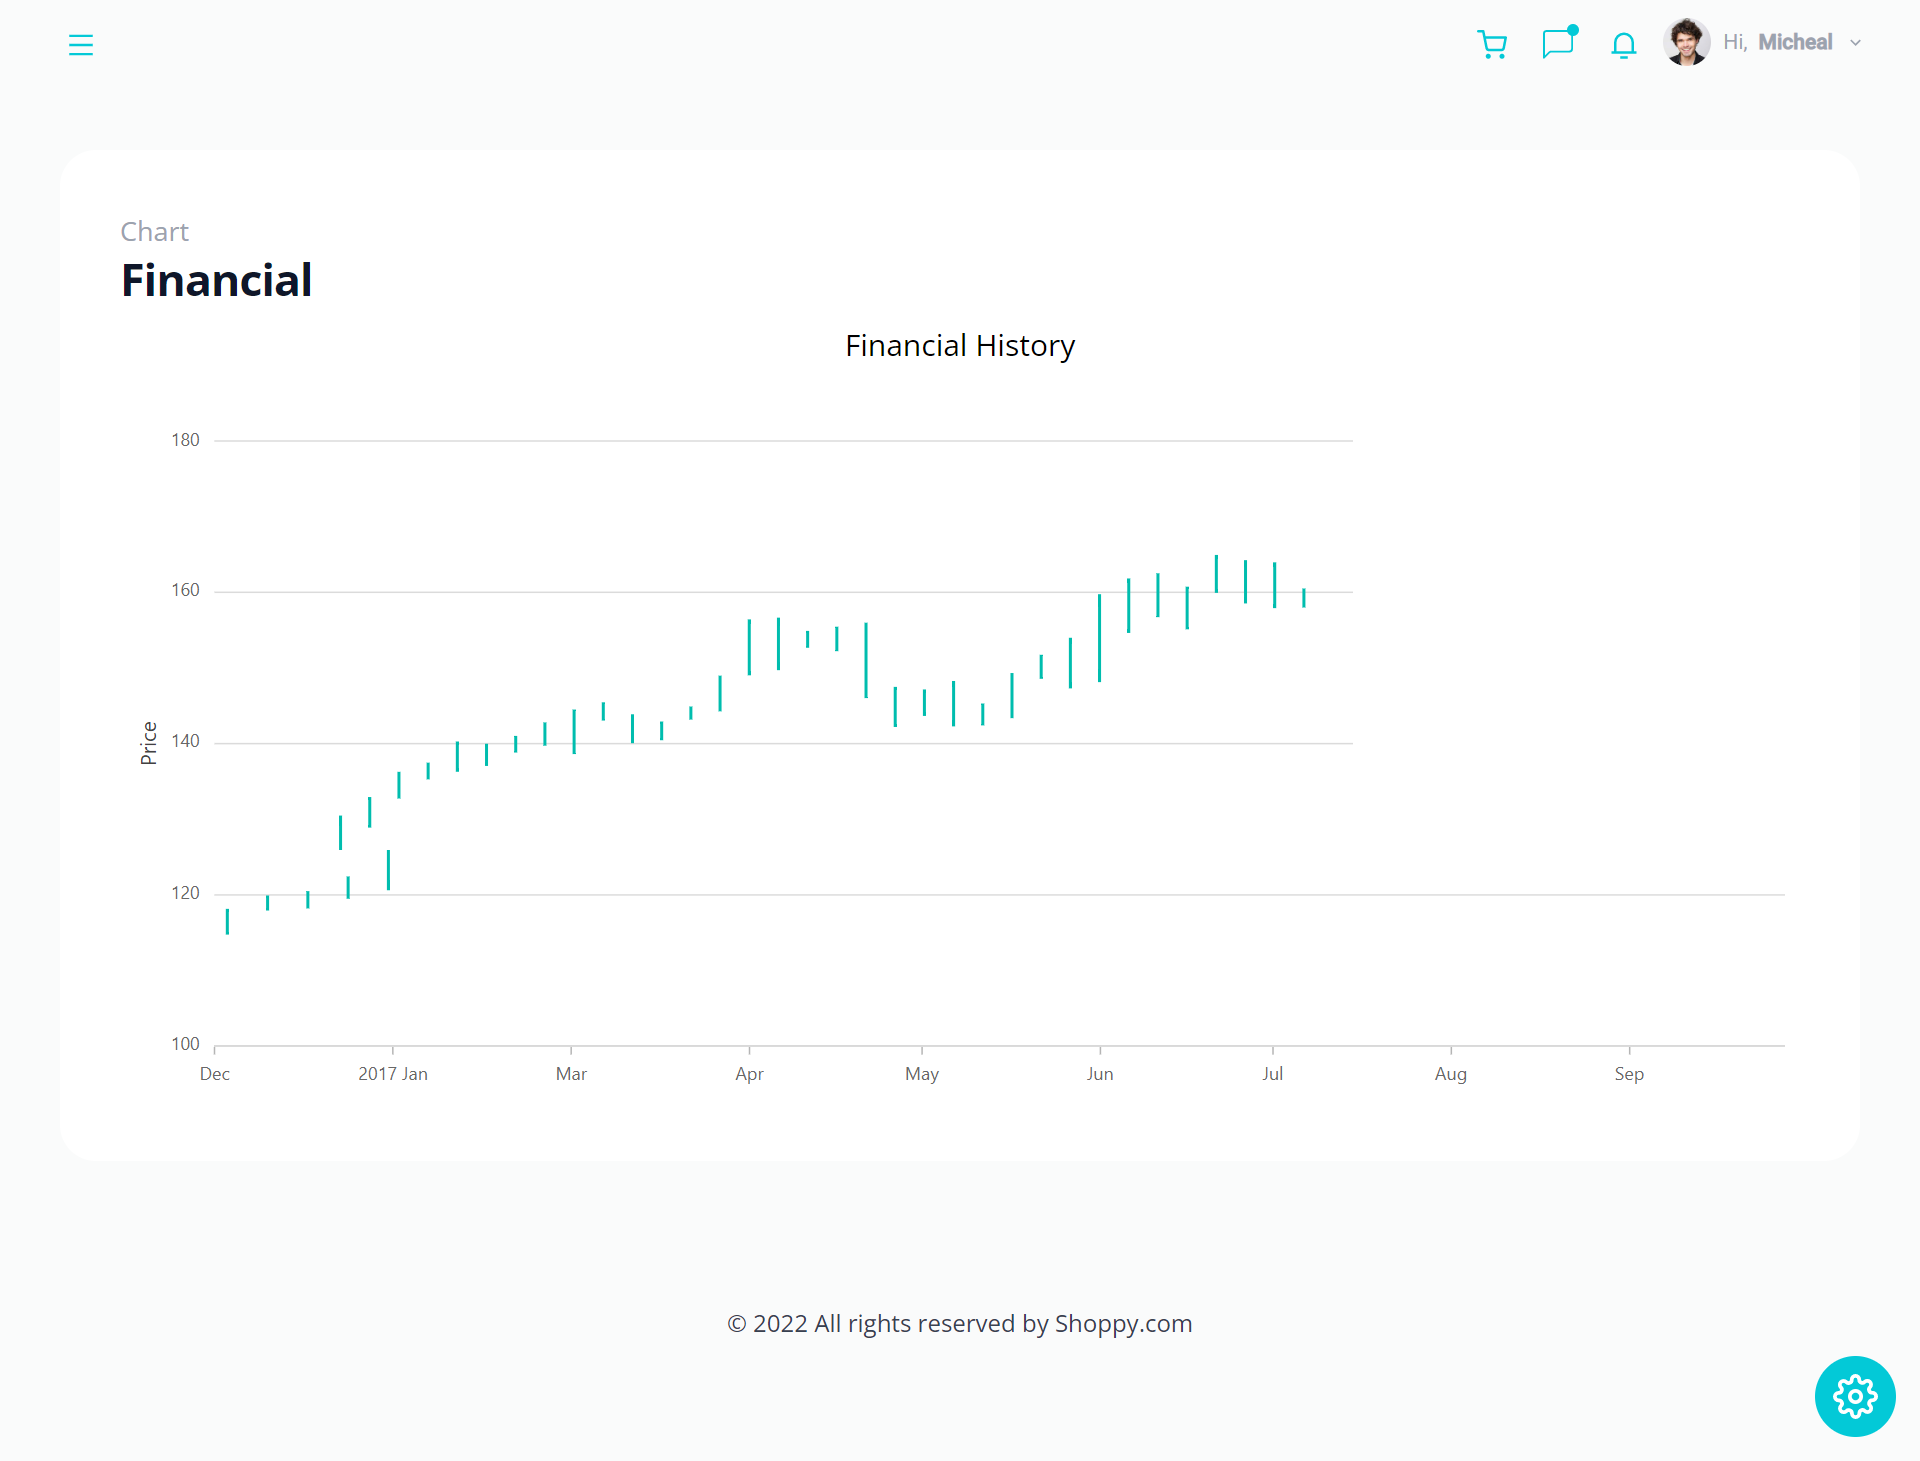 Hi, Micheal
Chart
Financial
Financial History
180
160
140
120
100
Price
Dec 2017 Jan Mar Apr May Jun Jul Aug Sep
© 2022 All rights reserved by Shoppy.com